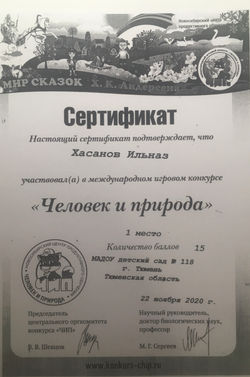 Новосибирский центр
продуктивного
МИР СКАЗОК Х. К. Андерсена
Сертификат
Настоящий сертификат подтверждает, что
Хасанов Ильназ
участвовал(а) в международном игровом конкурсе
«Человек и природа»
1 место
Количество баллов 15
МАДОУ детский сад № 118
г. Тюмень
Тюменская область
22 ноября 2020 г.
Председатель
центрального оргкомитета
конкурса «ЧИП»
Научный руководитель,
доктор биологических наук,
профессор
М. Г. Сергеев
www.konkurs-chip.ru